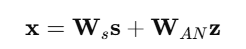 x = W_s s + W_{AN} z